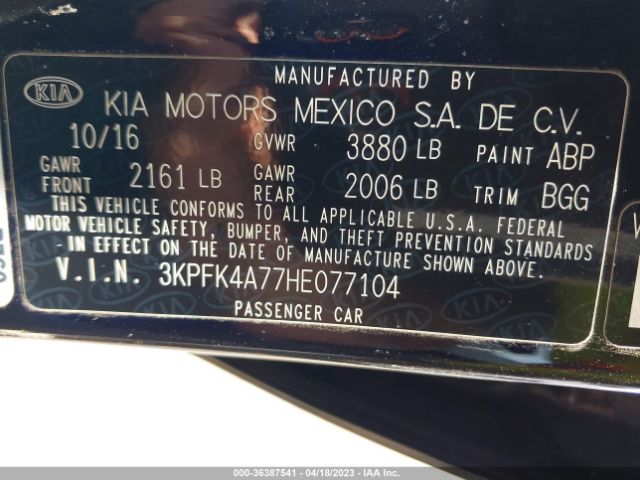 MANUFACTURED BY
KIA KIA MOTORS MEXICO S.A. DE C.V.
10/16 GVWR 3880 LB PAINT ABP
GAWR FRONT 2161 LB GAWR REAR 2006 LB TRIM BGG
THIS VEHICLE CONFORMS TO ALL APPLICABLE U.S.A. FEDERAL
MOTOR VEHICLE SAFETY, BUMPER, AND THEFT PREVENTION STANDARDS
IN EFFECT ON THE DATE OF MANUFACTURE SHOWN ABOVE.
V.I.N. 3KPFK4A77HE077104
PASSENGER CAR
000-36387541 - 04/18/2023 - IAA Inc.